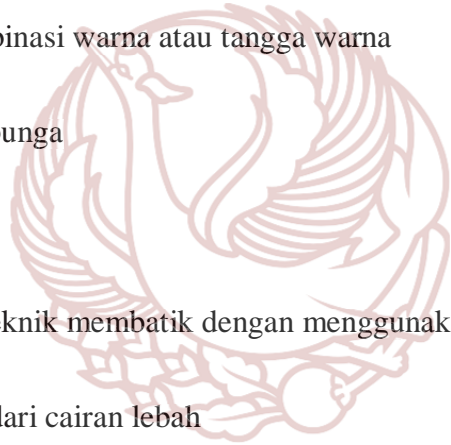 binasi warna atau tangga warna
bunga
eknik membatik dengan menggunak
dari cairan lebah